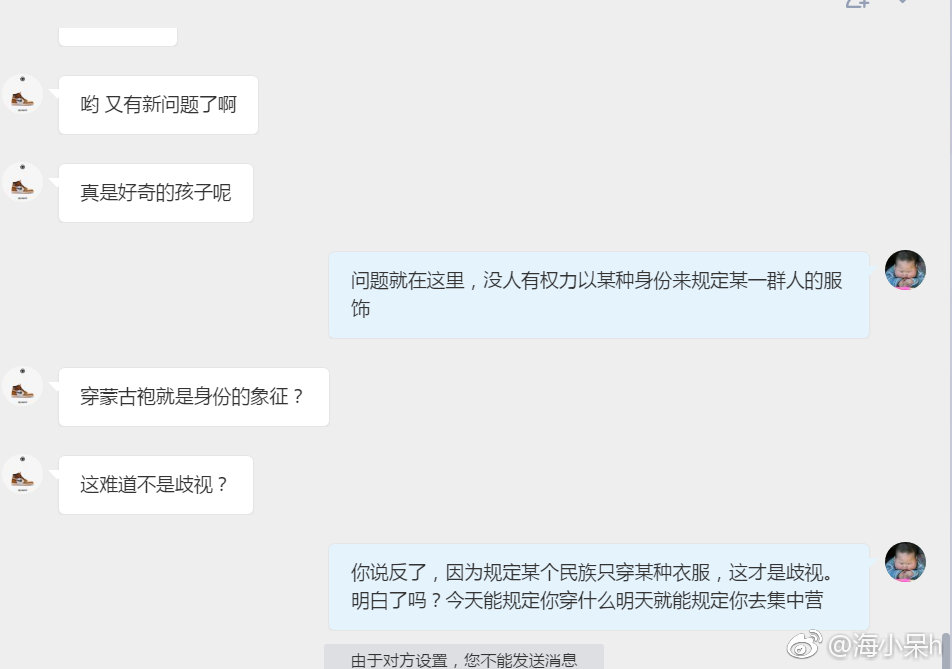 哟 又有新问题了啊
真是好奇的孩子呢
问题就在这里，没人有权力以某种身份来规定某一群人的服
饰
穿蒙古袍就是身份的象征？
这难道不是歧视？
你说反了，因为规定某个民族只穿某种衣服，这才是歧视。
明白了吗？今天能规定你穿什么明天就能规定你去集中营
由于对方设置，您不能发送消息
@海小呆h